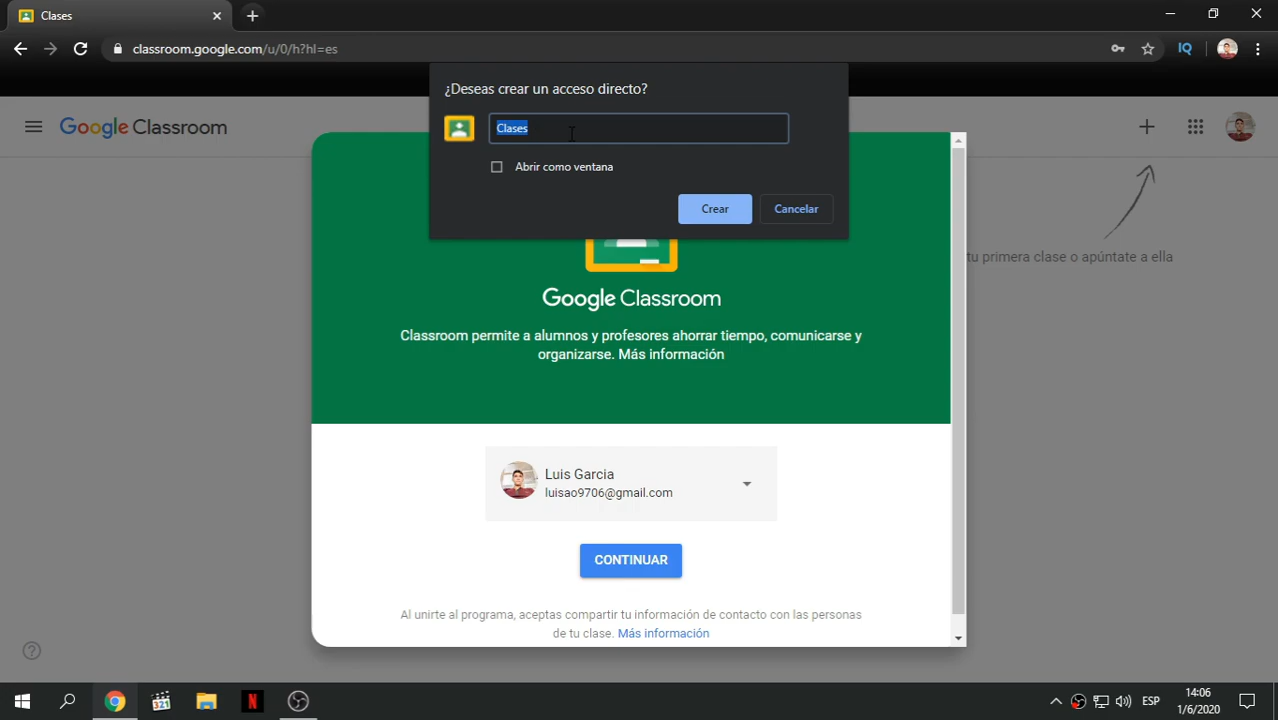 Clases
classroom.google.com/u/0/h?hl=es
IQ
¿Deseas crear un acceso directo?
Clases
Abrir como ventana
Crear
Cancelar
Google Classroom
tu primera clase o apúntate a ella
Google Classroom
Classroom permite a alumnos y profesores ahorrar tiempo, comunicarse y
organizarse. Más información
Luis Garcia
luisao9706@gmail.com
CONTINUAR
Al unirte al programa, aceptas compartir tu información de contacto con las personas
de tu clase. Más información
321
N
ESP
14:06
1/6/2020